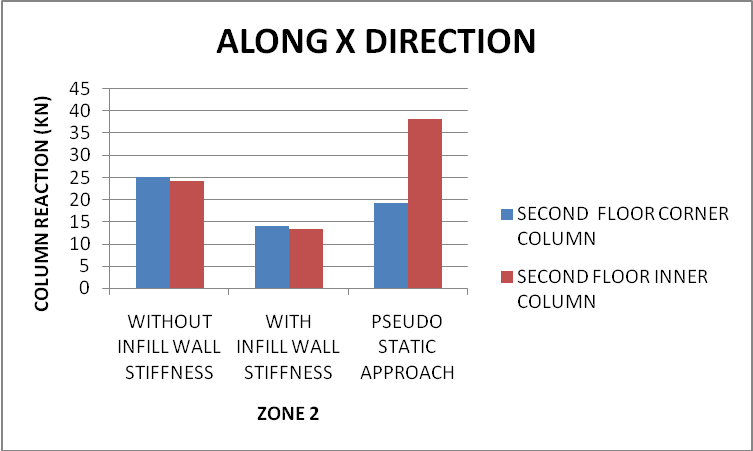 ALONG X DIRECTION
COLUMN REACTION (KN)
45
40
35
30
25
20
15
10
5
0
WITHOUT
INFILL WALL
STIFFNESS
WITH
INFILL WALL
STIFFNESS
PSEUDO
STATIC
APPROACH
ZONE 2
SECOND FLOOR CORNER
COLUMN
SECOND FLOOR INNER
COLUMN